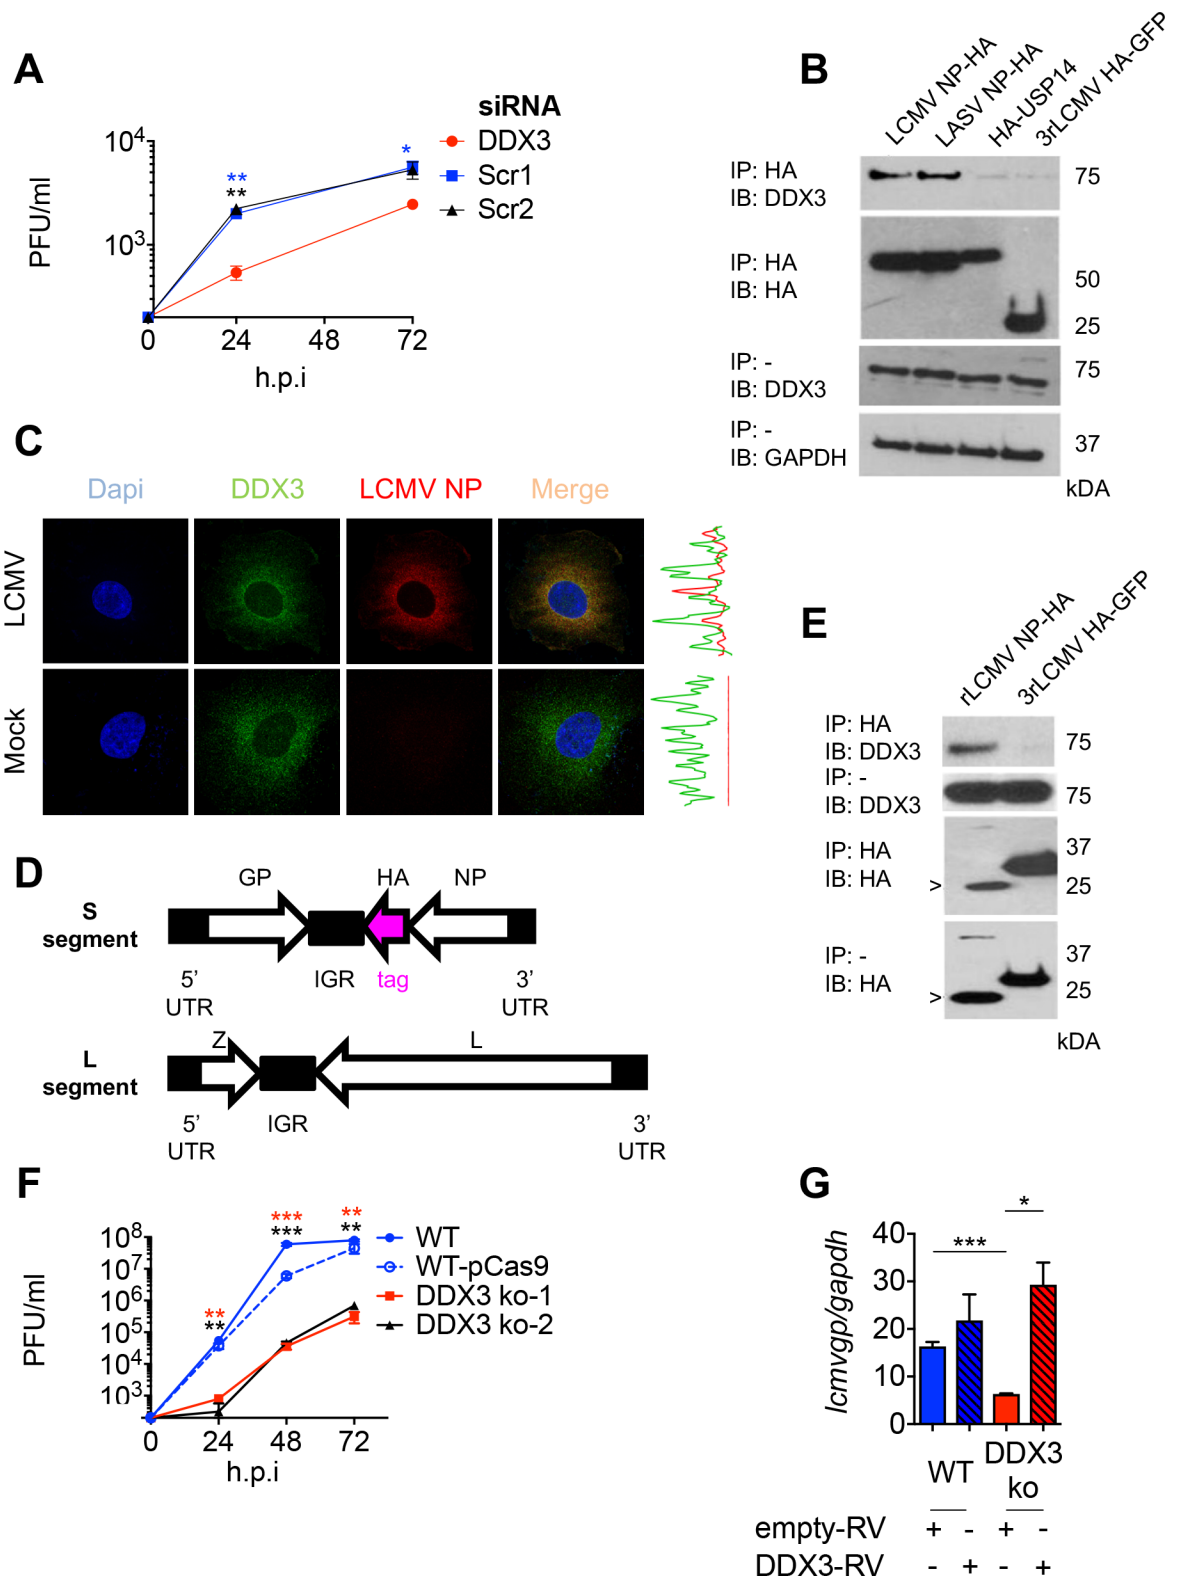 A
siRNA
DDX3
Scr1
Scr2
10⁴
10³
PFU/ml
**
**
*
0 24 48 72
h.p.i
B
LCMV NP-HA
LASV NP-HA
HA-USP14
3rLCMV HA-GFP
IP: HA
IB: DDX3
75
IP: HA
IB: HA
50
25
IP: -
IB: DDX3
75
IP: -
IB: GAPDH
37
kDA
C
Dapi DDX3 LCMV NP Merge
LCMV
Mock
D
S
segment
GP HA NP
5' IGR tag 3'
UTR UTR
L
segment
Z L
5' IGR 3'
UTR UTR
E
rLCMV NP-HA
3rLCMV HA-GFP
IP: HA
IB: DDX3
75
IP: -
IB: DDX3
75
IP: HA
IB: HA
37
> 25
IP: -
IB: HA
37
> 25
kDA
F
10⁸
10⁷
10⁶
10⁵
10⁴
10³
PFU/ml
**
**
***
***
**
**
WT
WT-pCas9
DDX3 ko-1
DDX3 ko-2
0 24 48 72
h.p.i
G
lcmvgp/gapdh
40
30
20
10
0
***
*
WT DDX3
ko
empty-RV + - + -
DDX3-RV - + - +